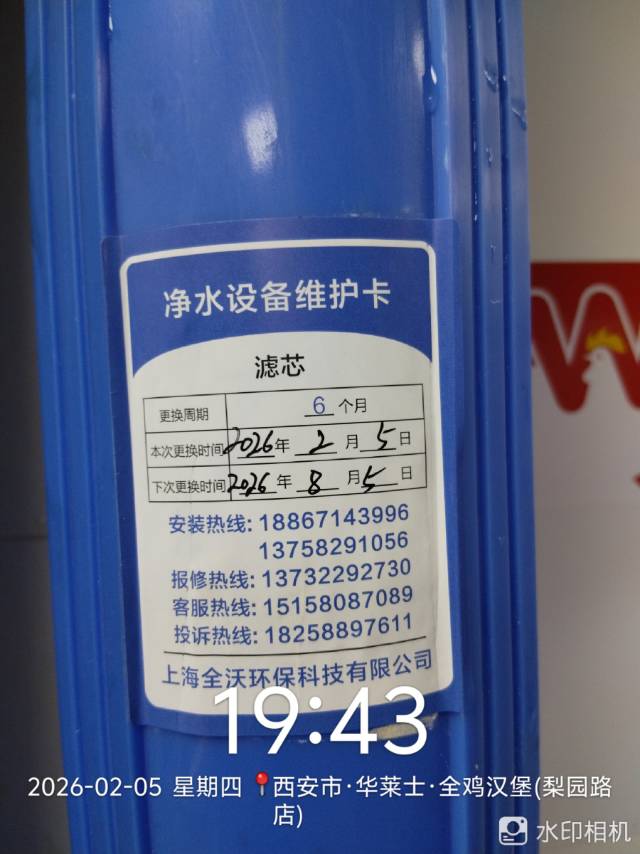 净水设备维护卡
滤芯
更换周期 6 个月
本次更换时间 2026 年 2 月 5 日
下次更换时间 2026 年 8 月 5 日
安装热线: 18867143996
13758291056
报修热线: 13732292730
客服热线: 15158087089
投诉热线: 18258897611
上海全沃环保科技有限公司
W
19:43
2026-02-05 星期四 西安市·华莱士·全鸡汉堡(梨园路
店)
水印相机